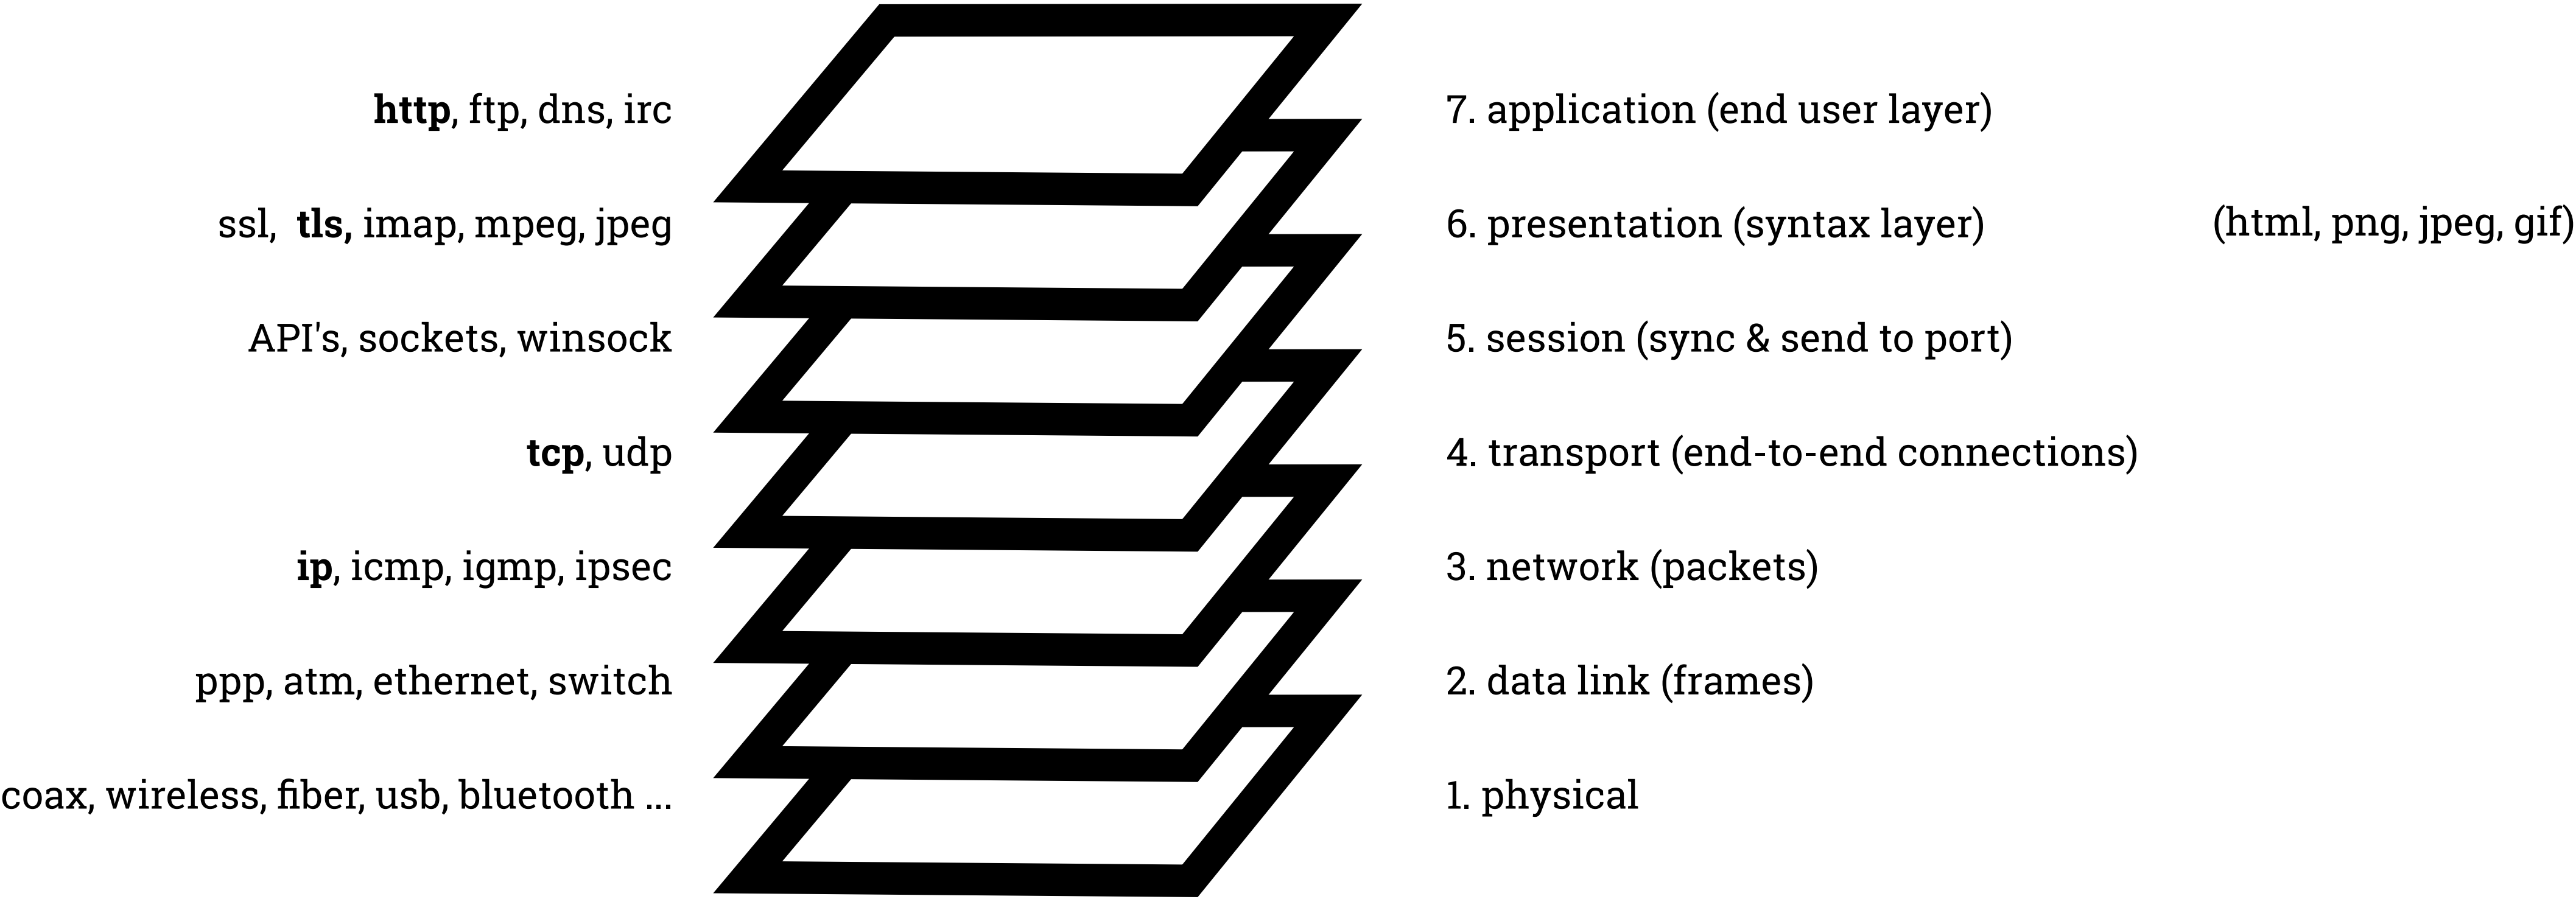 http, ftp, dns, irc
7. application (end user layer)
ssl, tls, imap, mpeg, jpeg
6. presentation (syntax layer)
(html, png, jpeg, gif)
API's, sockets, winsock
5. session (sync & send to port)
tcp, udp
4. transport (end-to-end connections)
ip, icmp, igmp, ipsec
3. network (packets)
ppp, atm, ethernet, switch
2. data link (frames)
coax, wireless, fiber, usb, bluetooth ...
1. physical